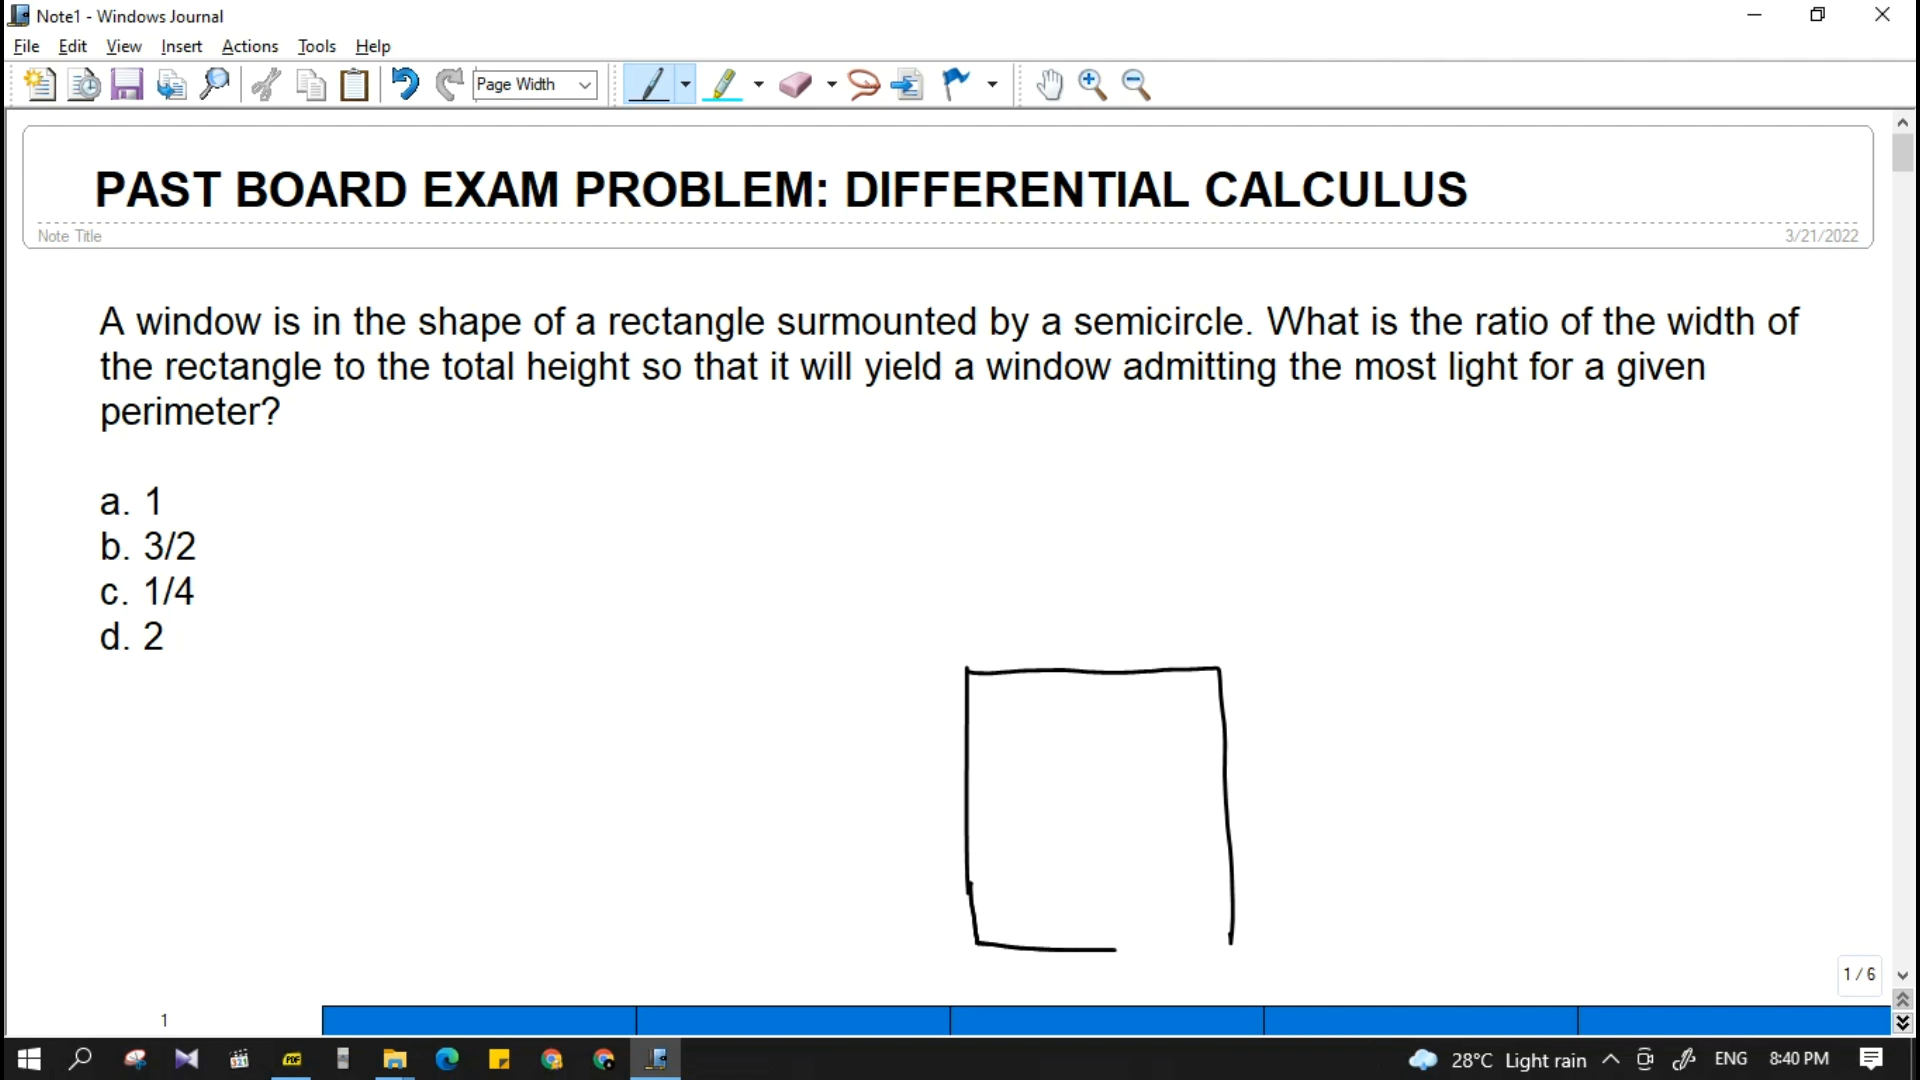 Note1 - Windows Journal
File Edit View Insert Actions Tools Help
Page Width
PAST BOARD EXAM PROBLEM: DIFFERENTIAL CALCULUS
Note Title 3/21/2022
A window is in the shape of a rectangle surmounted by a semicircle. What is the ratio of the width of
the rectangle to the total height so that it will yield a window admitting the most light for a given
perimeter?
a. 1
b. 3/2
c. 1/4
d. 2
1 / 6
1
PDF
28°C Light rain ENG 8:40 PM